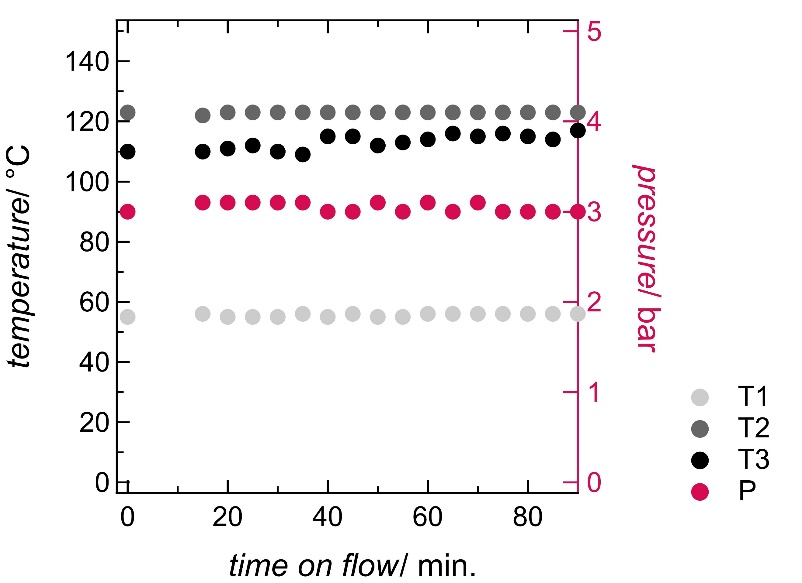 temperature/ °C
140
120
100
80
60
40
20
0
0 20 40 60 80
time on flow/ min.
5
4
3
2
1
0
pressure/ bar
T1
T2
T3
P